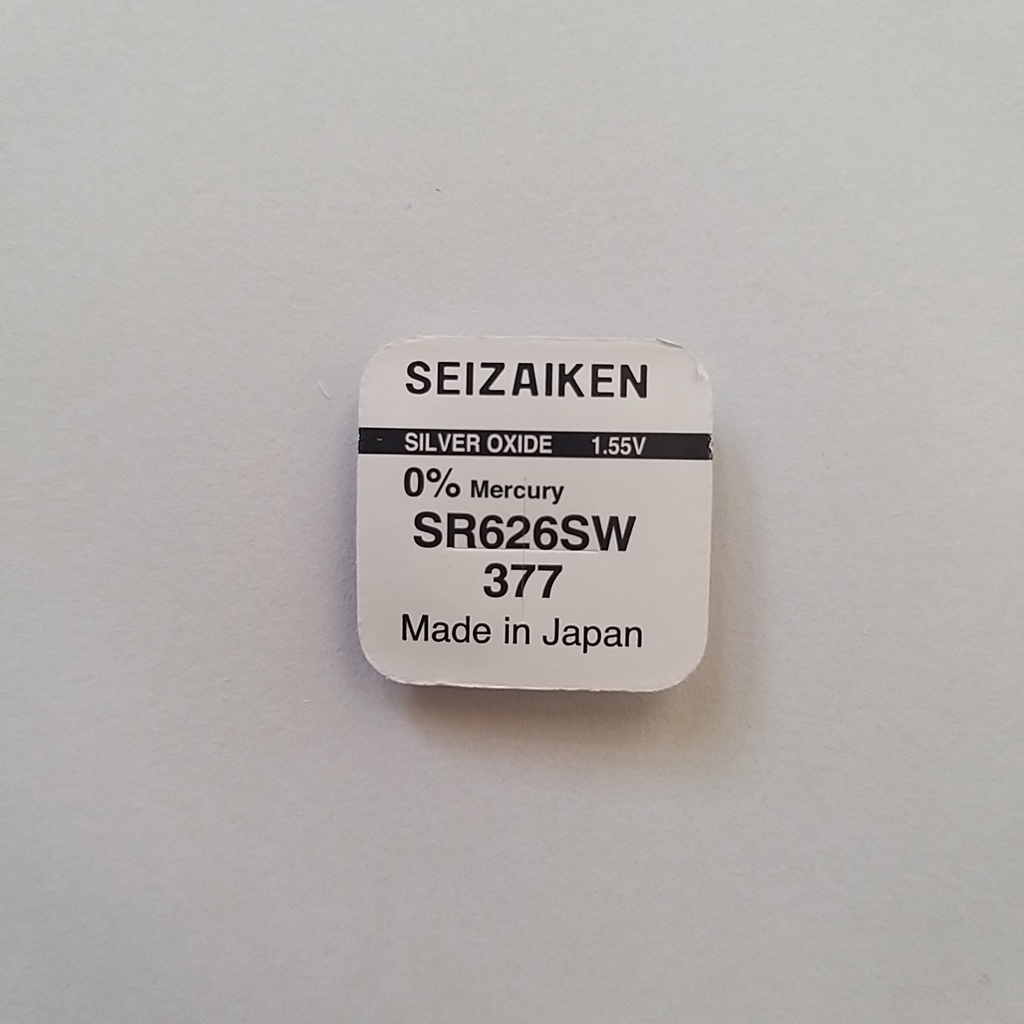 SEIZAIKEN
SILVER OXIDE 1.55V
0% Mercury
SR626SW
377
Made in Japan